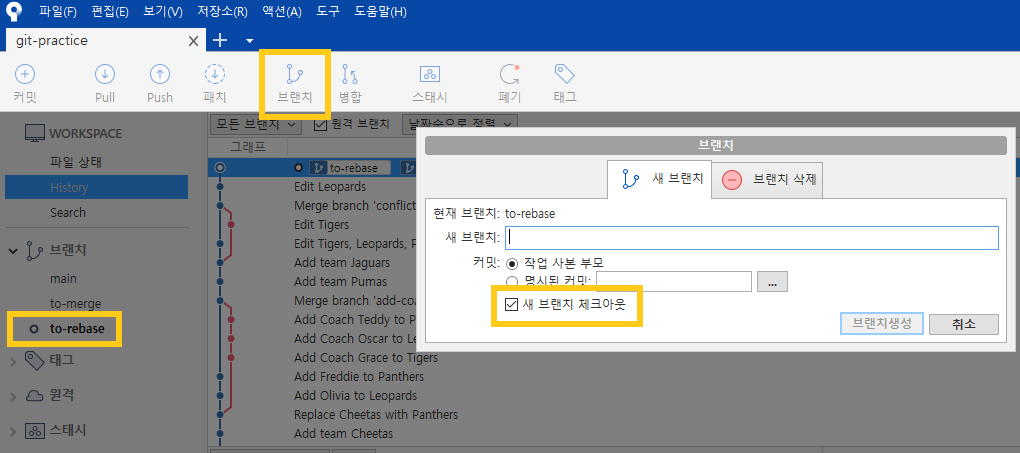 파일(F) 편집(E) 보기(V) 저장소(R) 액션(A) 도구 도움말(H)
git-practice
커밋 Pull Push 패치 브랜치 병합 스태시 폐기 태그
WORKSPACE
파일 상태
History
Search
브랜치
main
to-merge
to-rebase
태그
원격
스태시
모든 브랜치 원격 브랜치 날짜순으로 정렬
그래프
to-rebase
Edit Leopards
Merge branch 'conflict
Edit Tigers
Edit Tigers, Leopards, P
Add team Jaguars
Add team Pumas
Merge branch 'add-coa
Add Coach Teddy to P
Add Coach Oscar to Le
Add Coach Grace to Tigers
Add Freddie to Panthers
Add Olivia to Leopards
Replace Cheetas with Panthers
Add team Cheetas
브랜치
새 브랜치 브랜치 삭제
현재 브랜치: to-rebase
새 브랜치:
커밋: 작업 사본 부모
명시된 커밋: ...
새 브랜치 체크아웃
브랜치생성 취소